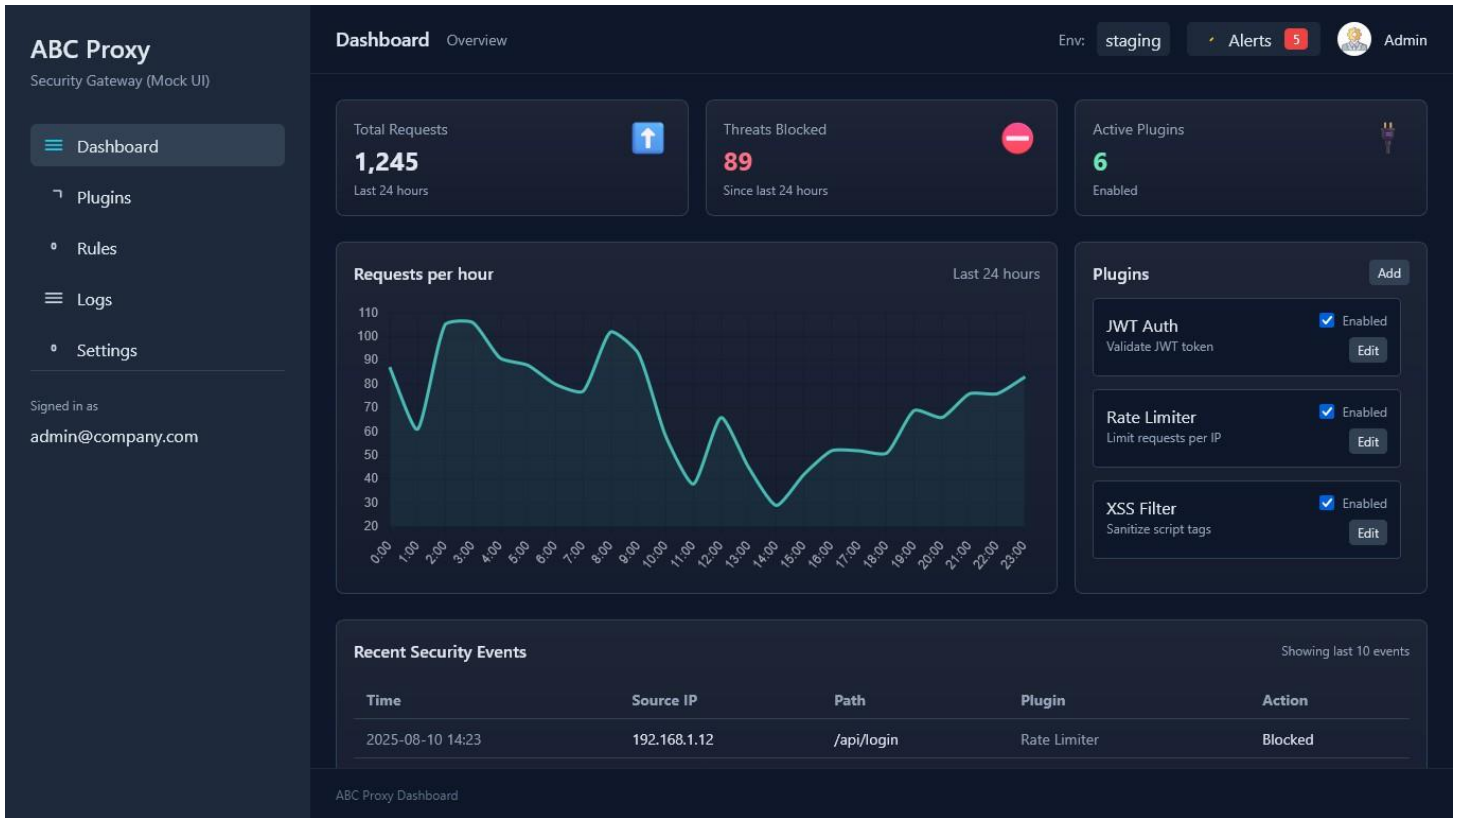 ABC Proxy
Security Gateway (Mock UI)
Dashboard
Plugins
Rules
Logs
Settings
Signed in as
admin@company.com
Dashboard Overview
Env: staging Alerts 5 Admin
Total Requests
1,245
Last 24 hours
Threats Blocked
89
Since last 24 hours
Active Plugins
6
Enabled
Requests per hour Last 24 hours
110
100
90
80
70
60
50
40
30
20
0:00 1:00 2:00 3:00 4:00 5:00 6:00 7:00 8:00 9:00 10:00 11:00 12:00 13:00 14:00 15:00 16:00 17:00 18:00 19:00 20:00 21:00 22:00 23:00
Plugins Add
JWT Auth Enabled
Validate JWT token Edit
Rate Limiter Enabled
Limit requests per IP Edit
XSS Filter Enabled
Sanitize script tags Edit
Recent Security Events Showing last 10 events
Time Source IP Path Plugin Action
2025-08-10 14:23 192.168.1.12 /api/login Rate Limiter Blocked
ABC Proxy Dashboard